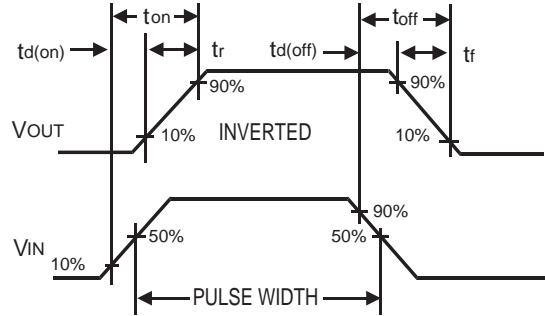 ton
toff
td(on)
tr
td(off)
tf
90%
90%
VOUT
10%
INVERTED
10%
90%
50%
50%
VIN
10%
PULSE WIDTH